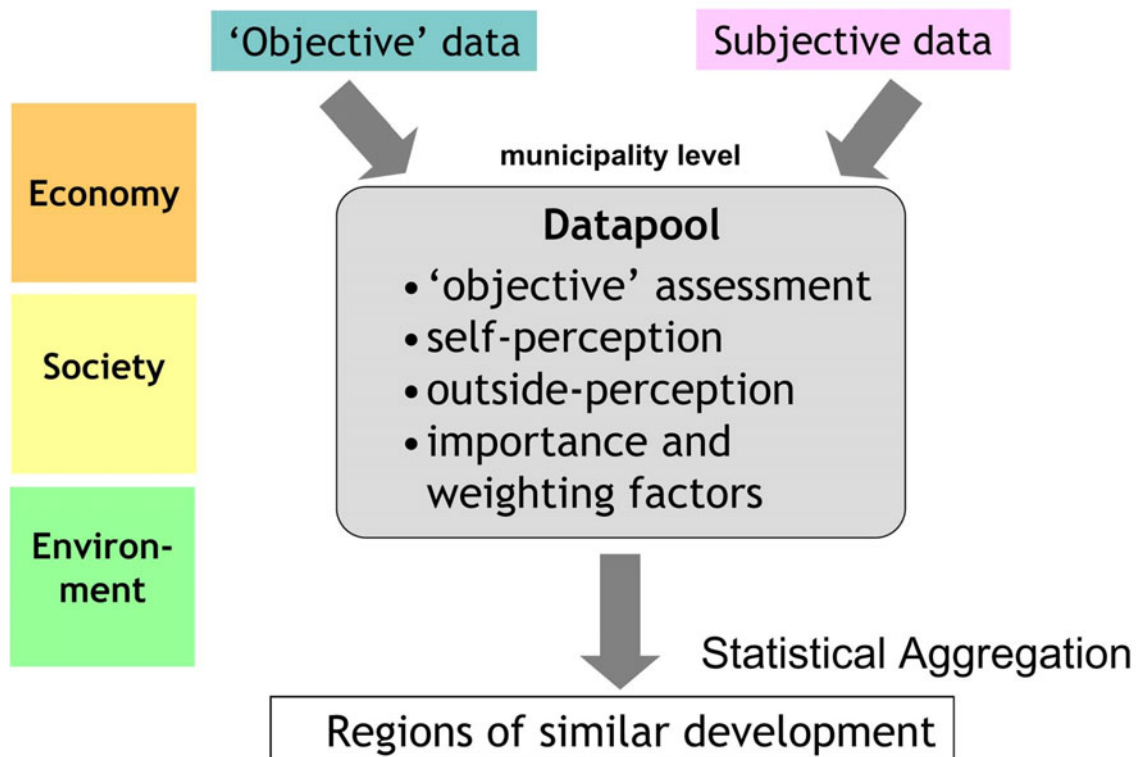 ‘Objective’ data
Subjective data
municipality level
Economy
Society
Environ-
ment
Datapool
• ‘objective’ assessment
• self-perception
• outside-perception
• importance and
weighting factors
Statistical Aggregation
Regions of similar development